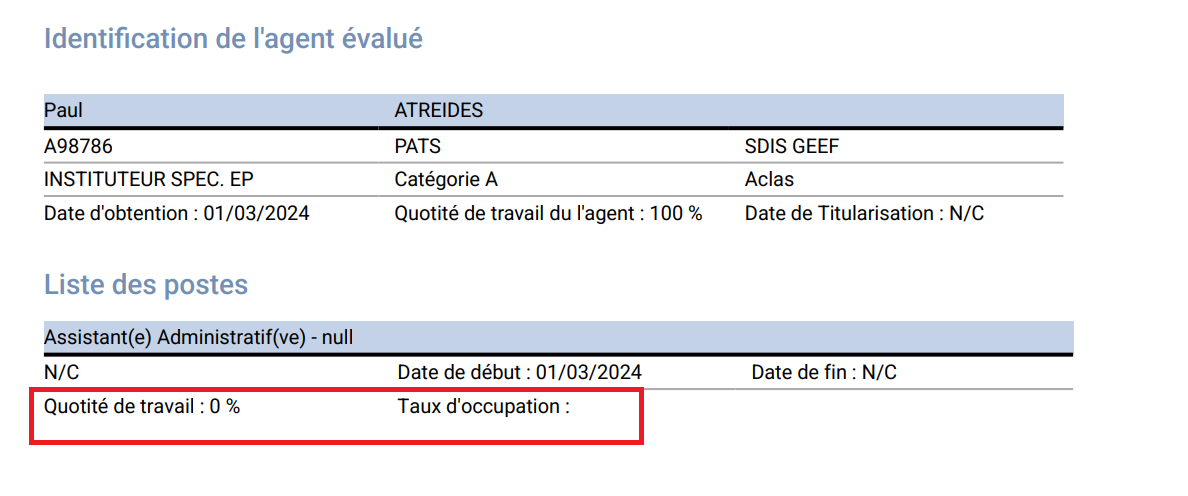 Identification de l'agent évalué
Paul ATREIDES
A98786 PATS SDIS GEEF
INSTITUTEUR SPEC. EP Catégorie A Aclas
Date d'obtention : 01/03/2024 Quotité de travail du l'agent : 100 % Date de Titularisation : N/C
Liste des postes
Assistant(e) Administratif(ve) - null
N/C Date de début : 01/03/2024 Date de fin : N/C
Quotité de travail : 0 % Taux d'occupation :